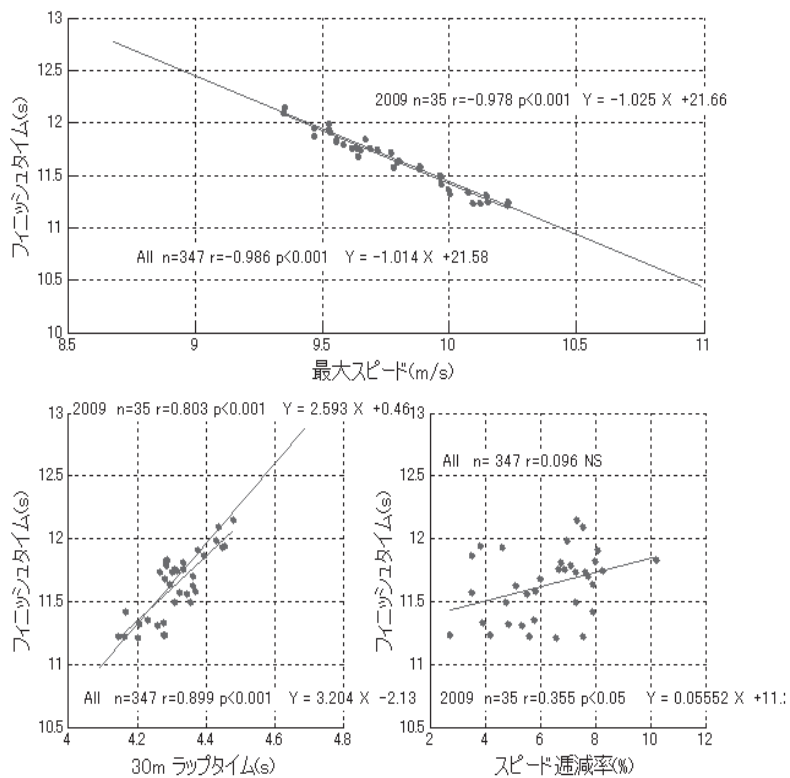 13
12.5
12
11.5
11
10.5
10
フィニッシュタイム(s)
2009 n=35 r=-0.978 p<0.001 Y = -1.025 X +21.66
All n=347 r=-0.986 p<0.001 Y = -1.014 X +21.58
8.5 9 9.5 10 10.5 11
最大スピード(m/s)
13
12.5
12
11.5
11
10.5
フィニッシュタイム(s)
2009 n=35 r=0.803 p<0.001 Y = 2.593 X +0.46
All n=347 r=0.899 p<0.001 Y = 3.204 X -2.13
4 4.2 4.4 4.6 4.8
30m ラップタイム(s)
13
12.5
12
11.5
11
10.5
フィニッシュタイム(s)
All n= 347 r=0.096 NS
2009 n=35 r=0.355 p<0.05 Y = 0.05552 X
2 4 6 8 10 12
スピード逓減率(%)